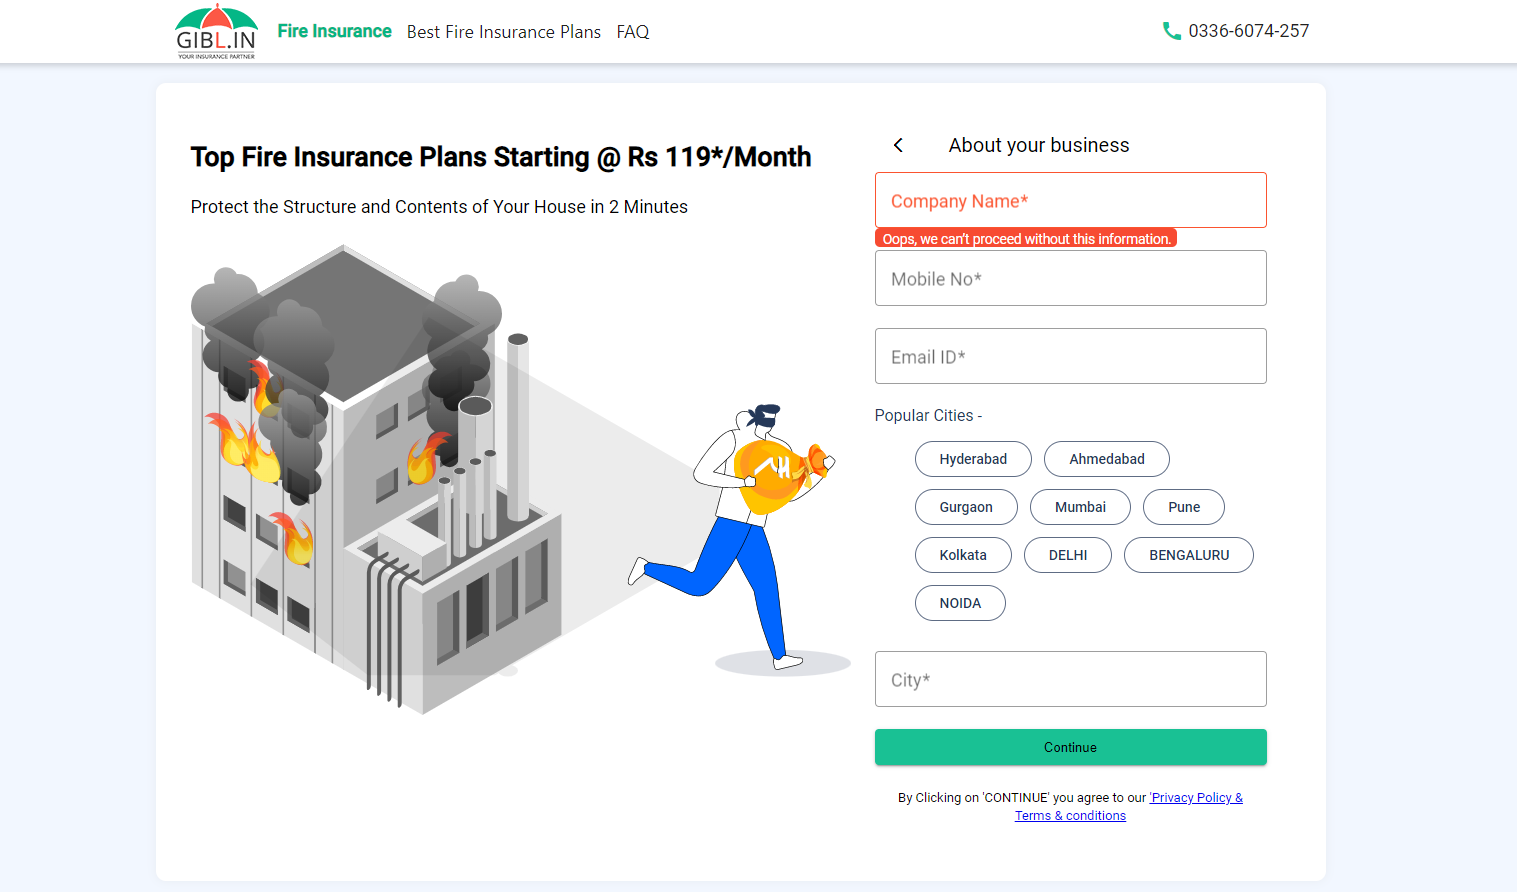 GIBL.IN
YOUR INSURANCE PARTNER
Fire Insurance
Best Fire Insurance Plans
FAQ
0336-6074-257
Top Fire Insurance Plans Starting @ Rs 119*/Month
Protect the Structure and Contents of Your House in 2 Minutes
About your business
Company Name*
Oops, we can't proceed without this information.
Mobile No*
Email ID*
Popular Cities -
Hyderabad
Ahmedabad
Gurgaon
Mumbai
Pune
Kolkata
DELHI
BENGALURU
NOIDA
City*
Continue
By Clicking on 'CONTINUE' you agree to our 'Privacy Policy &
Terms & conditions